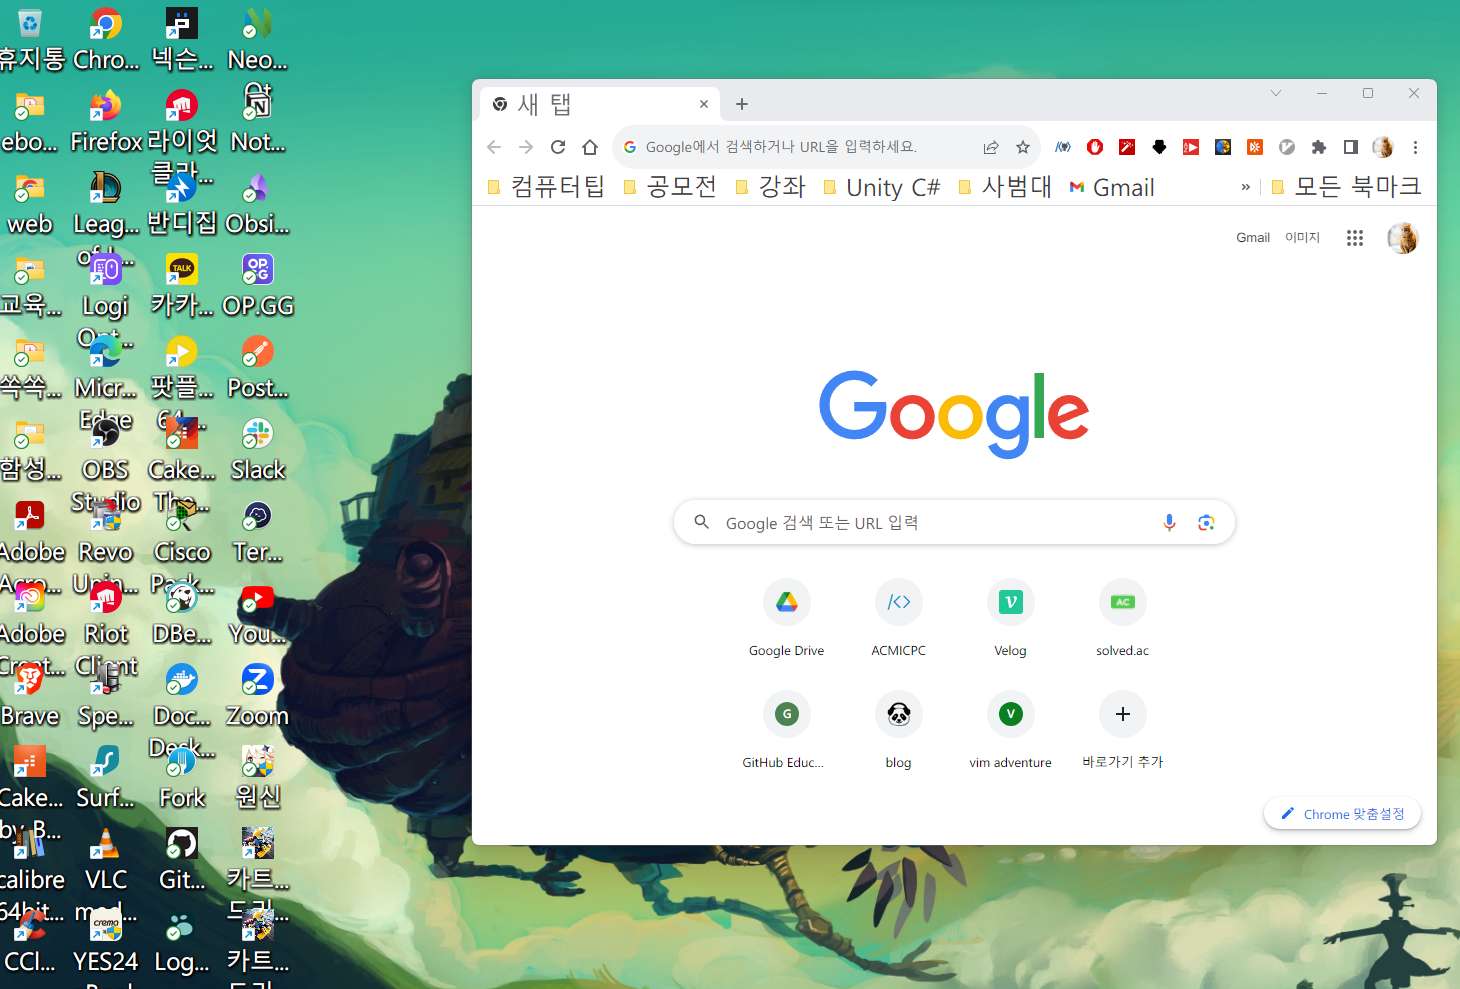 휴지통
Chro...
넥슨...
Neo...
ebo...
Firefox
라이엇
클라...
Not...
web
Leag...
of L...
반디집
Obsi...
교육...
Logi
Opt...
카카...
OP.GG
쏙쏙...
Micr...
Edge
팟플...
64...
Post...
함성...
OBS
Studio
Cake...
The...
Slack
Adobe
Acro...
Revo
Unin...
Cisco
Pack...
Ter...
Adobe
Creat...
Riot
Client
DBe...
You...
Brave
Spe...
Doc...
Desk...
Zoom
Cake...
by B...
Surf...
Fork
원신
calibre
64bit...
VLC
med...
Git...
카트...
드리...
CCl...
YES24
Log...
카트...
드리...
새 탭
Google에서 검색하거나 URL을 입력하세요.
컴퓨터팁 공모전 강좌 Unity C# 사범대 Gmail » 모든 북마크
Gmail 이미지
Google
Google 검색 또는 URL 입력
Google Drive ACMICPC Velog solved.ac
GitHub Educ... blog vim adventure 바로가기 추가
Chrome 맞춤설정